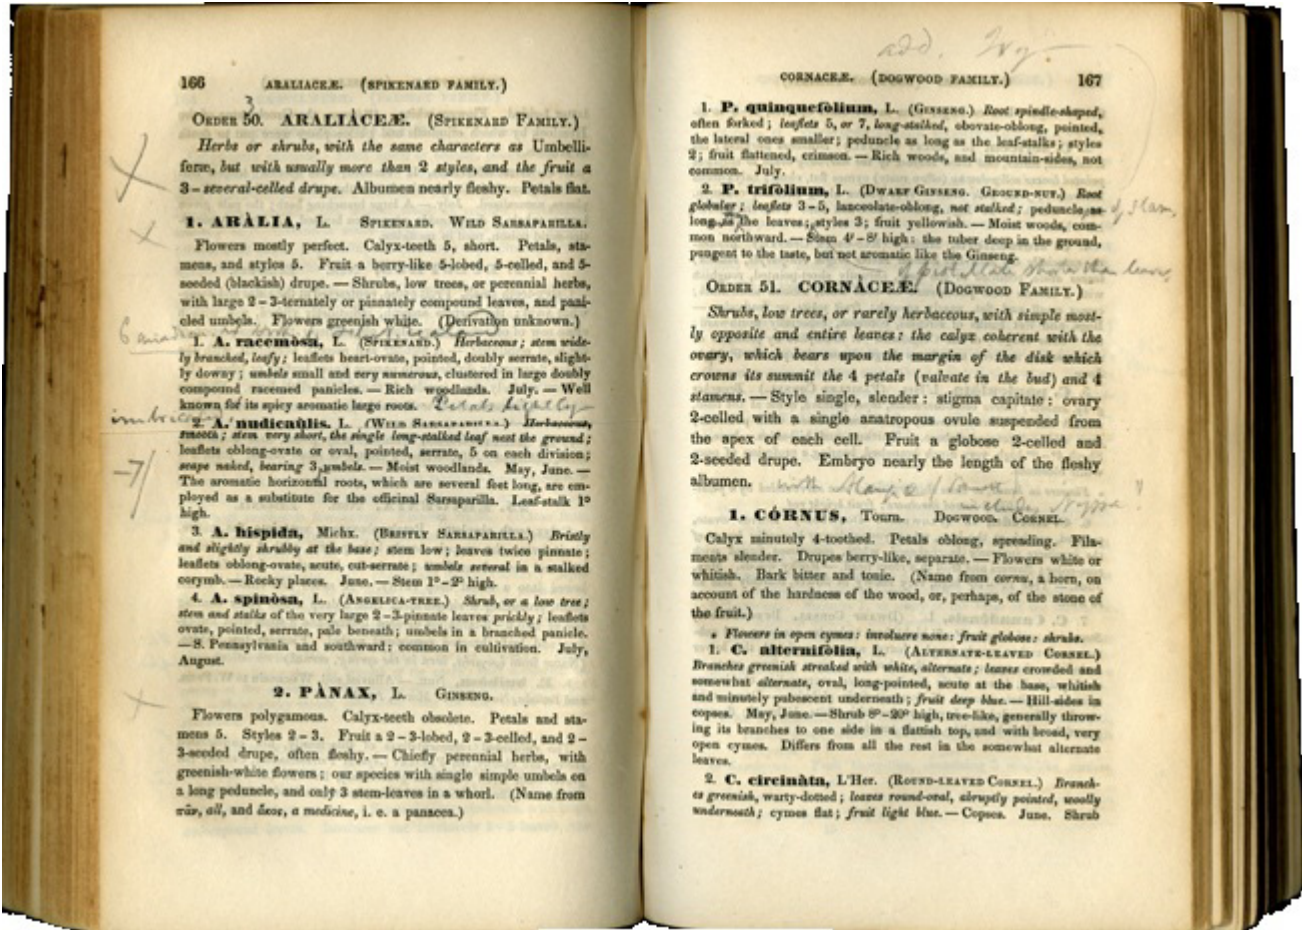 166 ARALIACEÆ. (SPIKENARD FAMILY.)
3
ORDER 50. ARALIÀCEÆ. (SPIKENARD FAMILY.)
Herbs or shrubs, with the same characters as Umbelli-
feræ, but with usually more than 2 styles, and the fruit a
3 – several-celled drupe. Albumen nearly fleshy. Petals flat.
1. ARÀLIA, L. SPIKENARD. WILD SARSAPARILLA.
Flowers mostly perfect. Calyx-teeth 5, short. Petals, sta-
mens, and styles 5. Fruit a berry-like 5-lobed, 5-celled, and 5-
seeded (blackish) drupe. — Shrubs, low trees, or perennial herbs,
with large 2 – 3-ternately or pinnately compound leaves, and pani-
cled umbels. Flowers greenish white. (Derivation unknown.)
1. A. racemòsa, L. (SPIKENARD.) Herbaceous; stem wide-
ly branched, leafy; leaflets heart-ovate, pointed, doubly serrate, slight-
ly downy; umbels small and very numerous, clustered in large doubly
compound racemed panicles. — Rich woodlands. July. — Well
known for its spicy aromatic large roots. Petals lightly
2. A. nudicaùlis, L. (WILD SARSAPARILLA.) Herbaceous,
smooth; stem very short, the single long-stalked leaf next the ground;
leaflets oblong-ovate or oval, pointed, serrate, 5 on each division;
scape naked, bearing 3 umbels. — Moist woodlands. May, June. —
The aromatic horizontal roots, which are several feet long, are em-
ployed as a substitute for the officinal Sarsaparilla. Leaf-stalk 1°
high.
3. A. híspida, Michx. (BRISTLY SARSAPARILLA.) Bristly
and slightly shrubby at the base; stem low; leaves twice pinnate;
leaflets oblong-ovate, acute, cut-serrate; umbels several in a stalked
corymb. — Rocky places. June. — Stem 1° – 2° high.
4. A. spinòsa, L. (ANGELICA-TREE.) Shrub, or a low tree;
stem and stalks of the very large 2 – 3-pinnate leaves prickly; leaflets
ovate, pointed, serrate, pale beneath; umbels in a branched panicle.
— S. Pennsylvania and southward: common in cultivation. July,
August.
2. PÀNAX, L. GINSENG.
Flowers polygamous. Calyx-teeth obsolete. Petals and sta-
mens 5. Styles 2 – 3. Fruit a 2 – 3-lobed, 2 – 3-celled, and 2 –
3-seeded drupe, often fleshy. — Chiefly perennial herbs, with
greenish-white flowers; our species with single simple umbels on
a long peduncle, and only 3 stem-leaves in a whorl. (Name from
πᾶν, all, and ἄκος, a medicine, i. e. a panacea.)
add.
CORNACEÆ. (DOGWOOD FAMILY.) 167
1. P. quinquefòlium, L. (GINSENG.) Root spindle-shaped,
often forked; leaflets 5, or 7, long-stalked, obovate-oblong, pointed,
the lateral ones smaller; peduncle as long as the leaf-stalks; styles
2; fruit flattened, crimson. — Rich woods, and mountain-sides, not
common. July.
2. P. trifòlium, L. (DWARF GINSENG. GROUND-NUT.) Root
globular; leaflets 3 – 5, lanceolate-oblong, not stalked; peduncle as
long as the leaves; styles 3; fruit yellowish. — Moist woods, com-
mon northward. — Stem 4′ – 8′ high: the tuber deep in the ground,
pungent to the taste, but not aromatic like the Ginseng.
of pistillate shorter than leaves
ORDER 51. CORNÀCEÆ. (DOGWOOD FAMILY.)
Shrubs, low trees, or rarely herbaceous, with simple most-
ly opposite and entire leaves: the calyx coherent with the
ovary, which bears upon the margin of the disk which
crowns its summit the 4 petals (valvate in the bud) and 4
stamens. — Style single, slender: stigma capitate: ovary
2-celled with a single anatropous ovule suspended from
the apex of each cell. Fruit a globose 2-celled and
2-seeded drupe. Embryo nearly the length of the fleshy
albumen. with
1. CÓRNUS, Tourn. DOGWOOD. CORNEL.
Calyx minutely 4-toothed. Petals oblong, spreading. Fila-
ments slender. Drupes berry-like, separate. — Flowers white or
whitish. Bark bitter and tonic. (Name from cornu, a horn, on
account of the hardness of the wood, or, perhaps, of the stone of
the fruit.)
* Flowers in open cymes: involucre none: fruit globose: shrubs.
1. C. alternifòlia, L. (ALTERNATE-LEAVED CORNEL.)
Branches greenish streaked with white, alternate; leaves crowded and
somewhat alternate, oval, long-pointed, acute at the base, whitish
and minutely pubescent underneath; fruit deep blue. — Hill-sides in
copses. May, June. — Shrub 8° – 20° high, tree-like, generally throw-
ing its branches to one side in a flattish top, and with broad, very
open cymes. Differs from all the rest in the somewhat alternate
leaves.
2. C. circinàta, L'Her. (ROUND-LEAVED CORNEL.) Branch-
es greenish, warty-dotted; leaves round-oval, abruptly pointed, woolly
underneath; cymes flat; fruit light blue. — Copses. June. Shrub